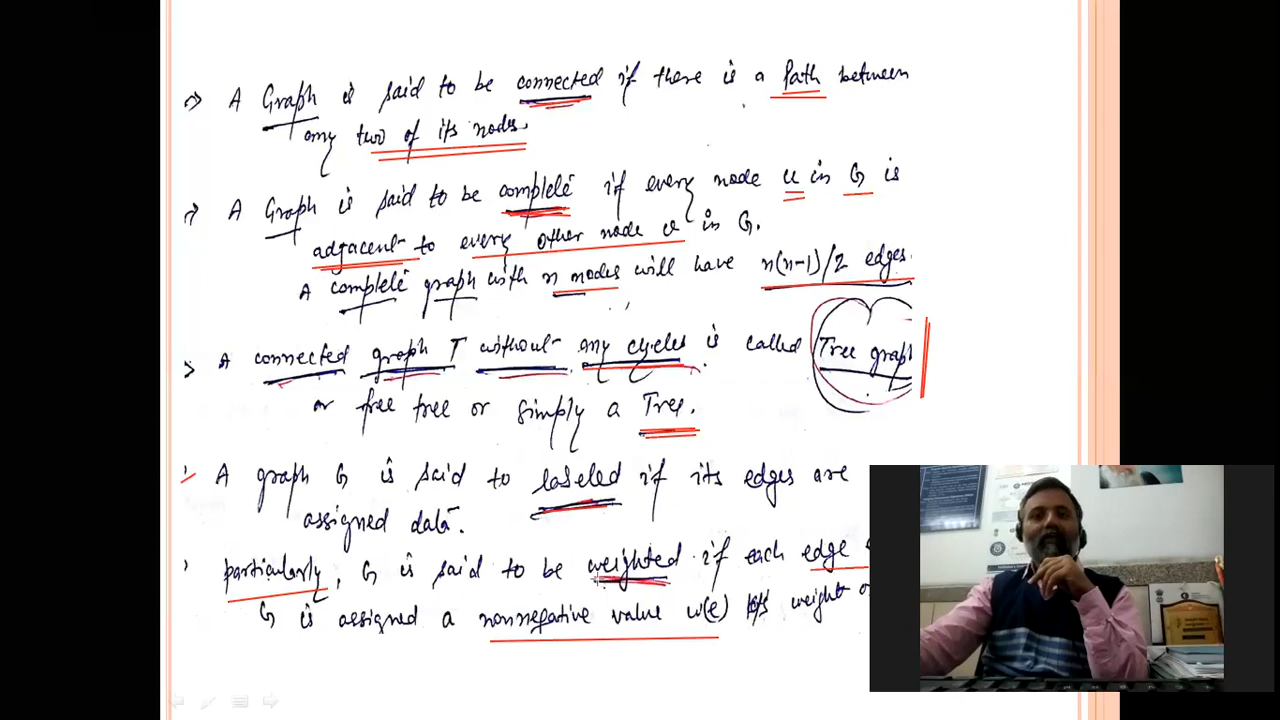 A Graph is said to be connected if there is a Path between
any two of its nodes.
A Graph is said to be complete if every node u in G is
adjacent to every other node v in G.
A complete graph with n nodes will have n(n-1)/2 edges.
A connected graph T without any cycles is called Tree graph
or free tree or simply a Tree.
A graph G is said to labeled if its edges are
assigned data.
particularly, G is said to be weighted if each edge
G is assigned a nonnegative value w(e) weight